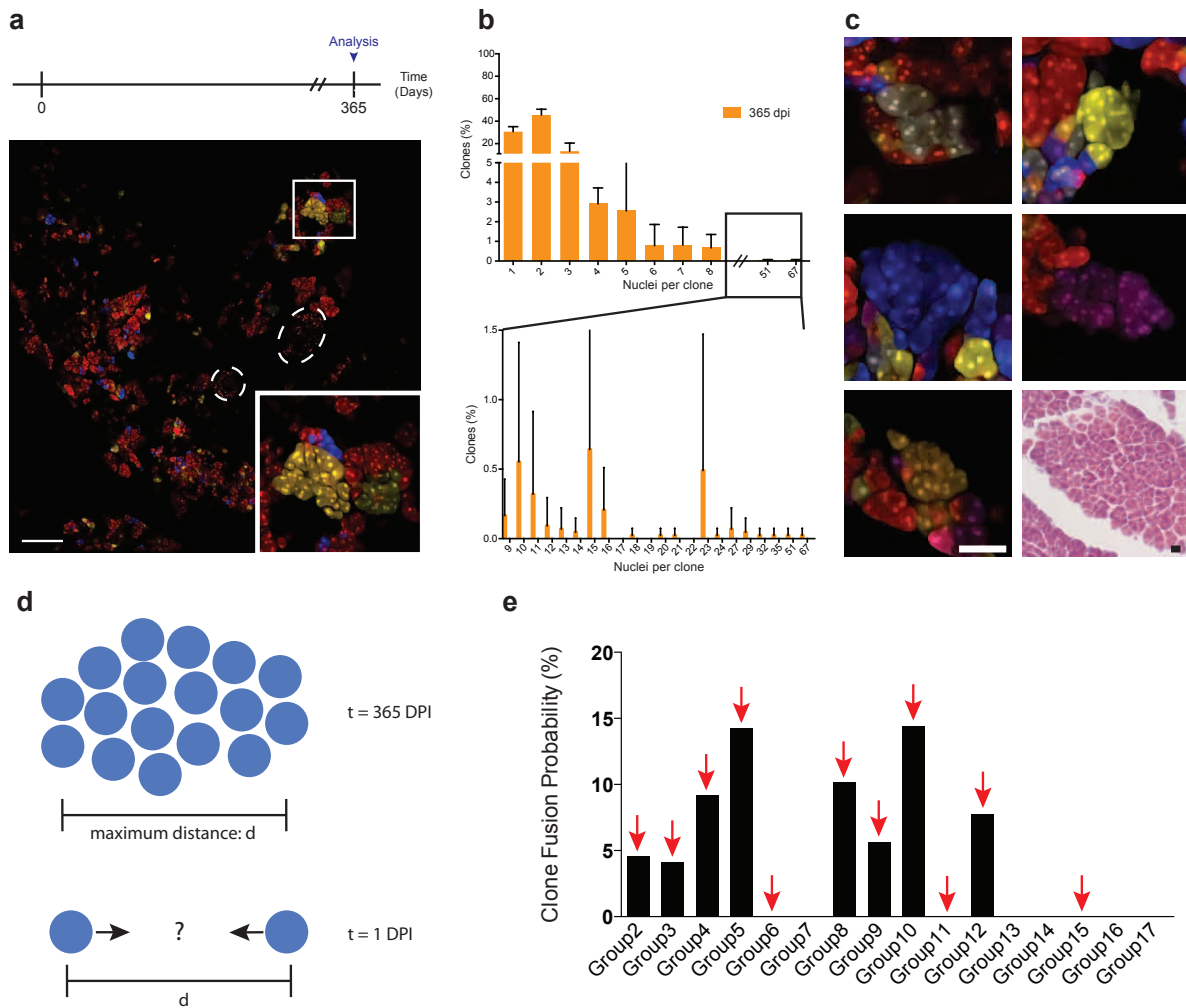 a
Analysis
Time
(Days)
0
365
b
100
80
60
40
20
5
4
3
2
1
0
Clones (%)
365 dpi
1 2 3 4 5 6 7 8 51 67
Nuclei per clone
1.5
1.0
0.5
0.0
Clones (%)
9 10 11 12 13 14 15 16 17 18 19 20 21 22 23 24 27 29 32 35 51 67
Nuclei per clone
c
d
t = 365 DPI
maximum distance: d
?
t = 1 DPI
d
e
20
15
10
5
0
Clone Fusion Probability (%)
Group2 Group3 Group4 Group5 Group6 Group7 Group8 Group9 Group10 Group11 Group12 Group13 Group14 Group15 Group16 Group17